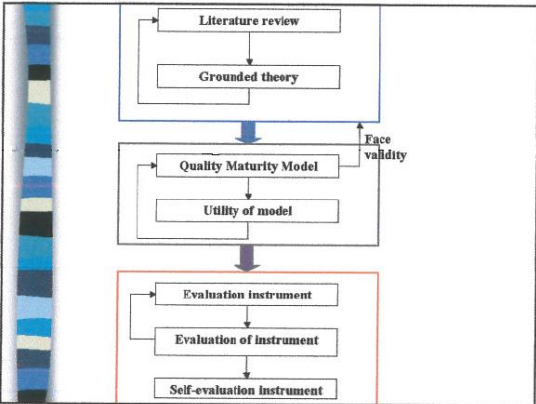 Literature review
Grounded theory
Face
validity
Quality Maturity Model
Utility of model
Evaluation instrument
Evaluation of instrument
Self-evaluation instrument